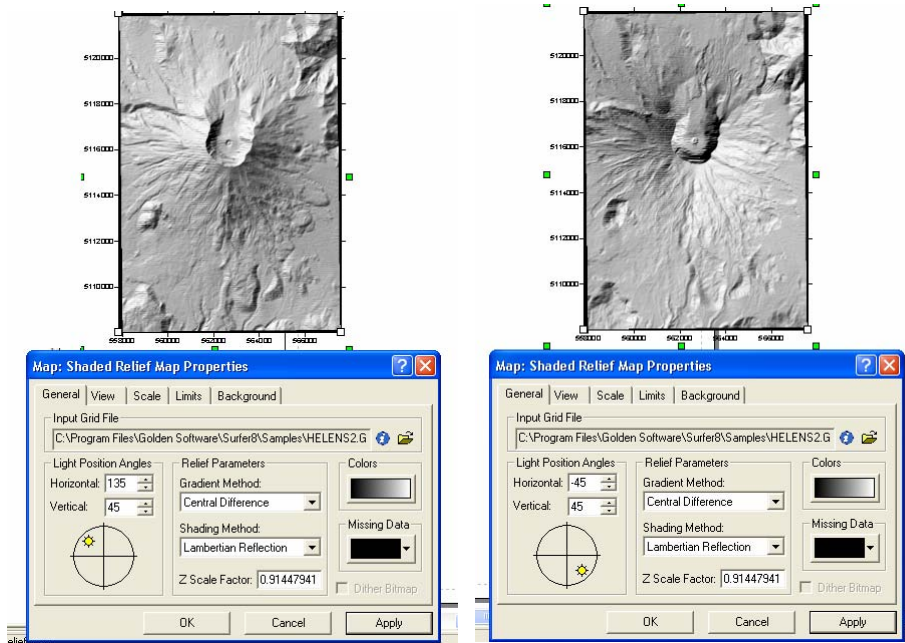 5120000
5118000
5116000
5114000
5112000
5110000
558000 560000 562000 564000 566000
Map: Shaded Relief Map Properties
General View Scale Limits Background
Input Grid File
C:\Program Files\Golden Software\Surfer8\Samples\HELENS2.G
Light Position Angles
Horizontal: 135
Vertical: 45
Relief Parameters
Gradient Method:
Central Difference
Shading Method:
Lambertian Reflection
Z Scale Factor: 0.91447941
Colors
Missing Data
Dither Bitmap
OK Cancel Apply
5120000
5118000
5116000
5114000
5112000
5110000
558000 560000 562000 564000 566000
Map: Shaded Relief Map Properties
General View Scale Limits Background
Input Grid File
C:\Program Files\Golden Software\Surfer8\Samples\HELENS2.G
Light Position Angles
Horizontal: -45
Vertical: 45
Relief Parameters
Gradient Method:
Central Difference
Shading Method:
Lambertian Reflection
Z Scale Factor: 0.91447941
Colors
Missing Data
Dither Bitmap
OK Cancel Apply